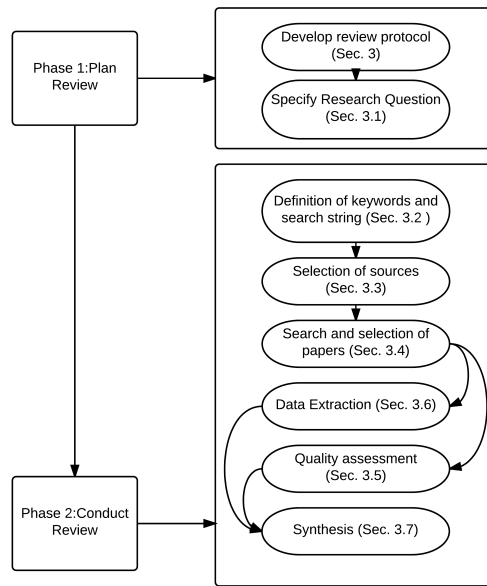 Phase 1:Plan
Review
Develop review protocol
(Sec. 3)
Specify Research Question
(Sec. 3.1)
Definition of keywords and
search string (Sec. 3.2 )
Selection of sources
(Sec. 3.3)
Search and selection of
papers (Sec. 3.4)
Data Extraction (Sec. 3.6)
Quality assessment
(Sec. 3.5)
Synthesis (Sec. 3.7)
Phase 2:Conduct
Review